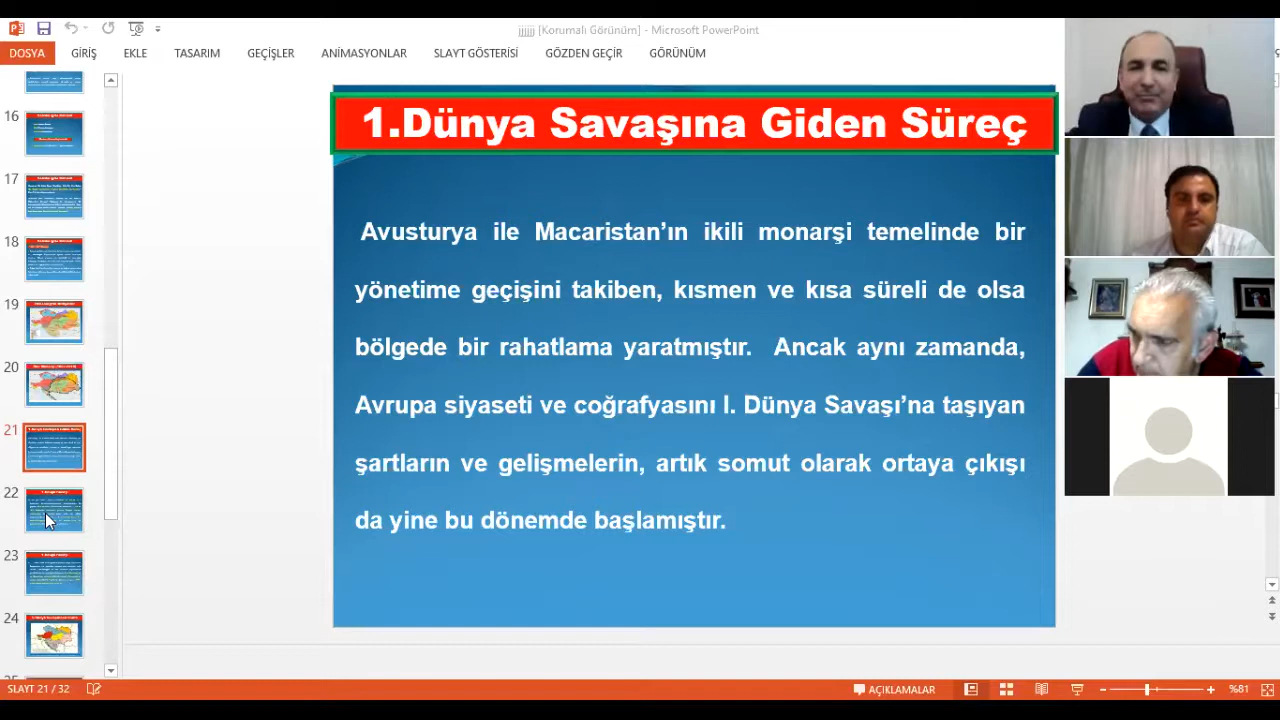 jjjjjj [Korumalı Görünüm] - Microsoft PowerPoint
DOSYA GİRİŞ EKLE TASARIM GEÇİŞLER ANİMASYONLAR SLAYT GÖSTERİSİ GÖZDEN GEÇİR GÖRÜNÜM
16
17
18
19
20
21
22
23
24
1.Dünya Savaşına Giden Süreç
Avusturya ile Macaristan’ın ikili monarşi temelinde bir
yönetime geçişini takiben, kısmen ve kısa süreli de olsa
bölgede bir rahatlama yaratmıştır. Ancak aynı zamanda,
Avrupa siyaseti ve coğrafyasını I. Dünya Savaşı’na taşıyan
şartların ve gelişmelerin, artık somut olarak ortaya çıkışı
da yine bu dönemde başlamıştır.
SLAYT 21 / 32 AÇIKLAMALAR %81